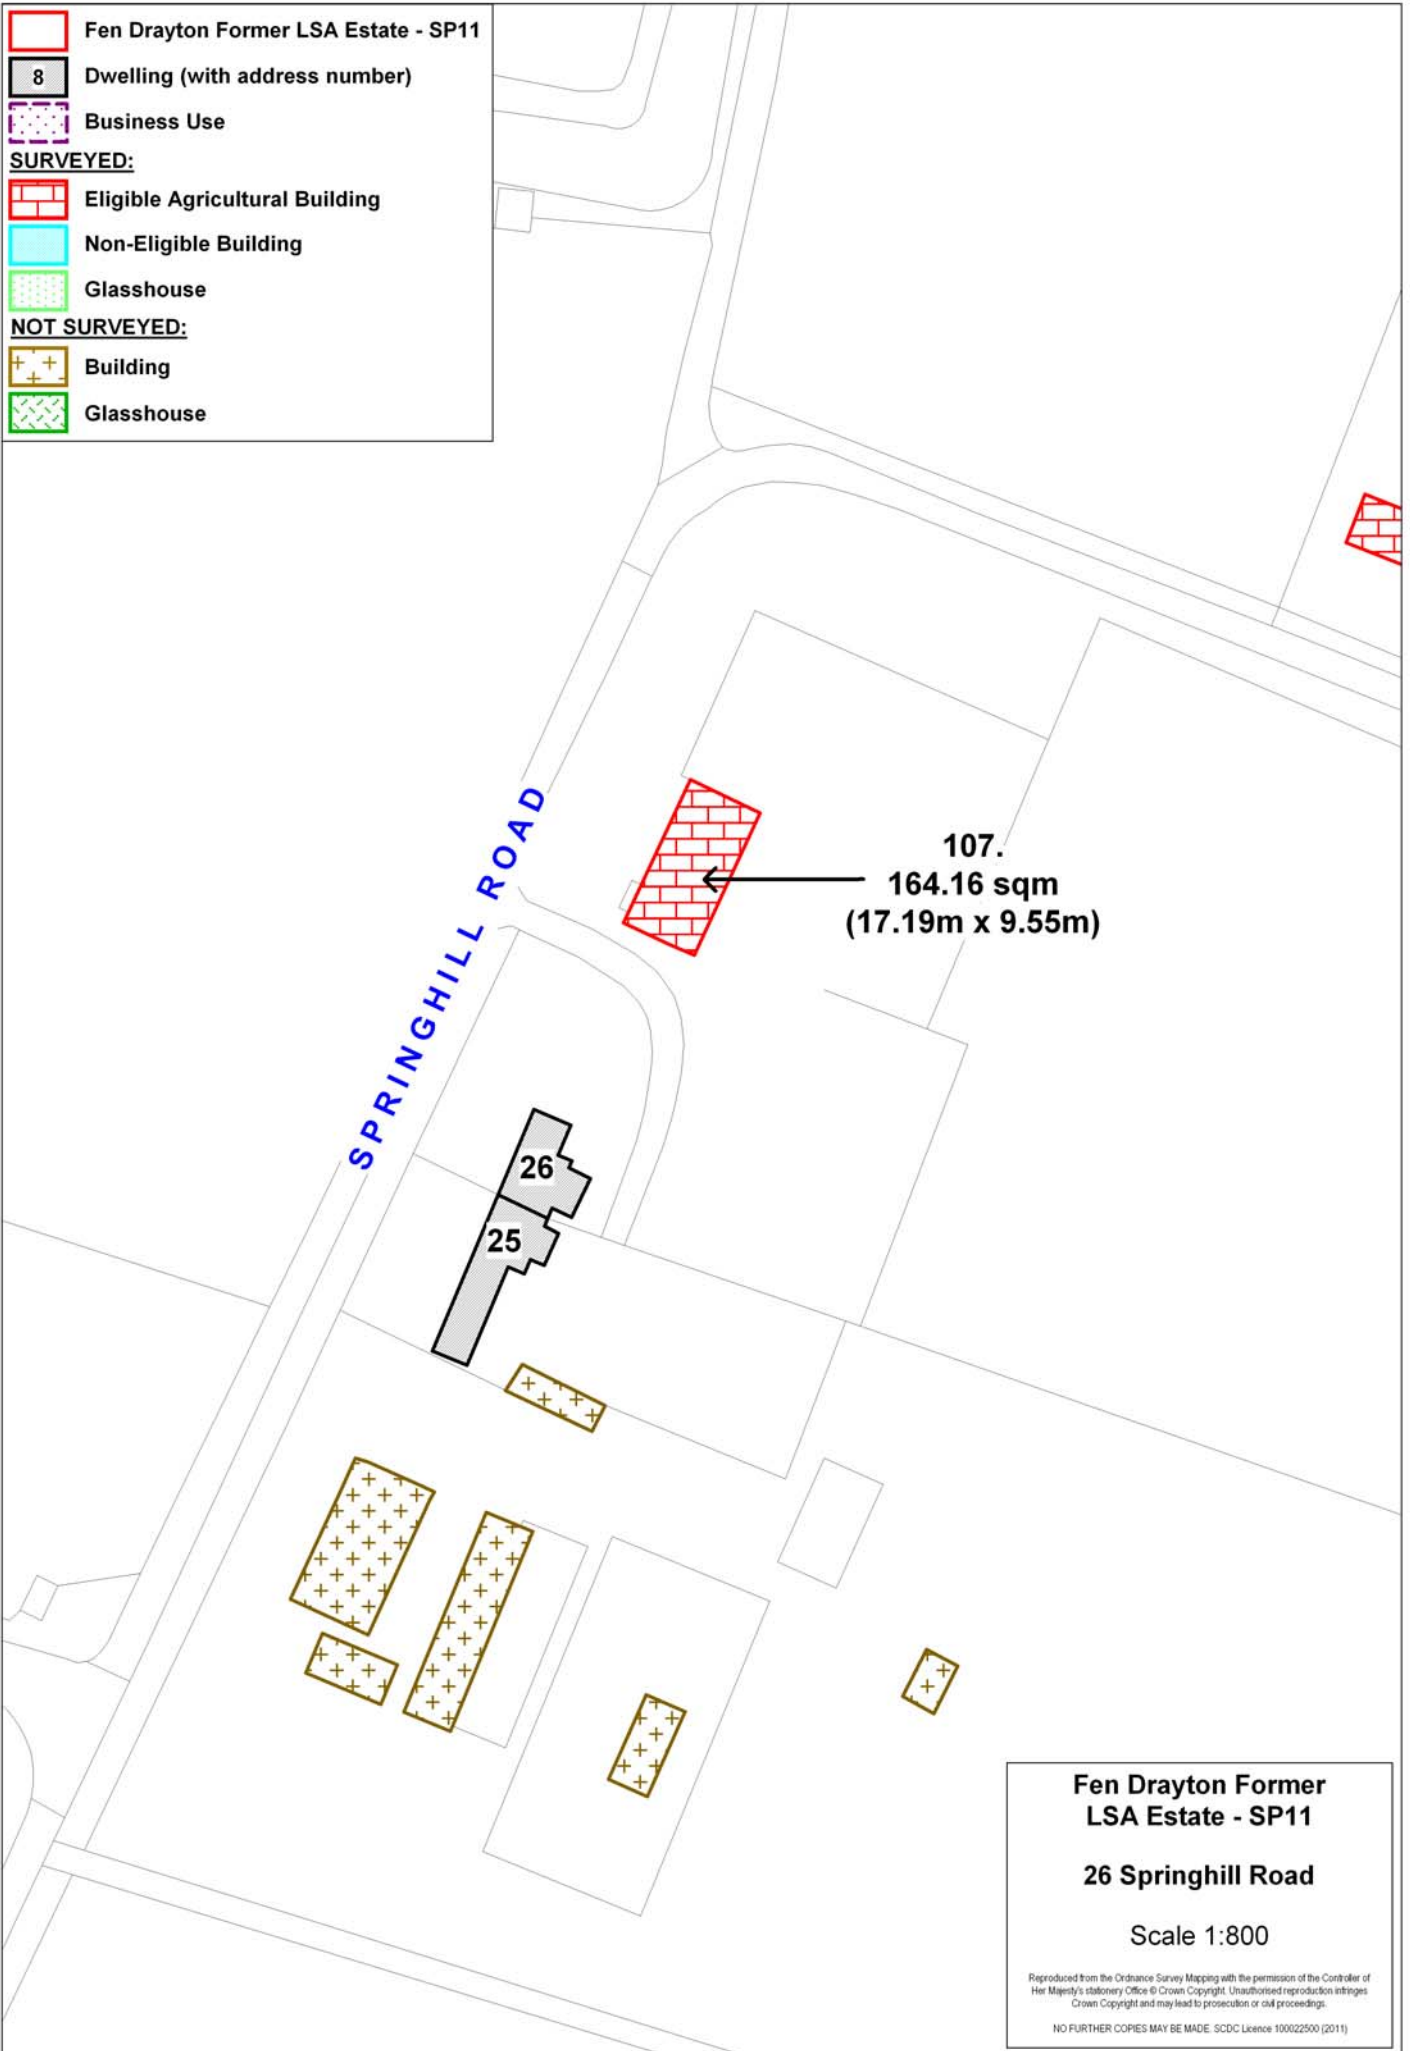 Fen Drayton Former LSA Estate - SP11
8 Dwelling (with address number)
Business Use
SURVEYED:
Eligible Agricultural Building
Non-Eligible Building
Glasshouse
NOT SURVEYED:
Building
Glasshouse
SPRINGHILL ROAD
107.
164.16 sqm
(17.19m x 9.55m)
26
25
Fen Drayton Former
LSA Estate - SP11
26 Springhill Road
Scale 1:800
Reproduced from the Ordnance Survey Mapping with the permission of the Controller of
Her Majesty's stationery Office © Crown Copyright. Unauthorised reproduction infringes
Crown Copyright and may lead to prosecution or civil proceedings.
NO FURTHER COPIES MAY BE MADE. SCDC Licence 100022500 (2011)